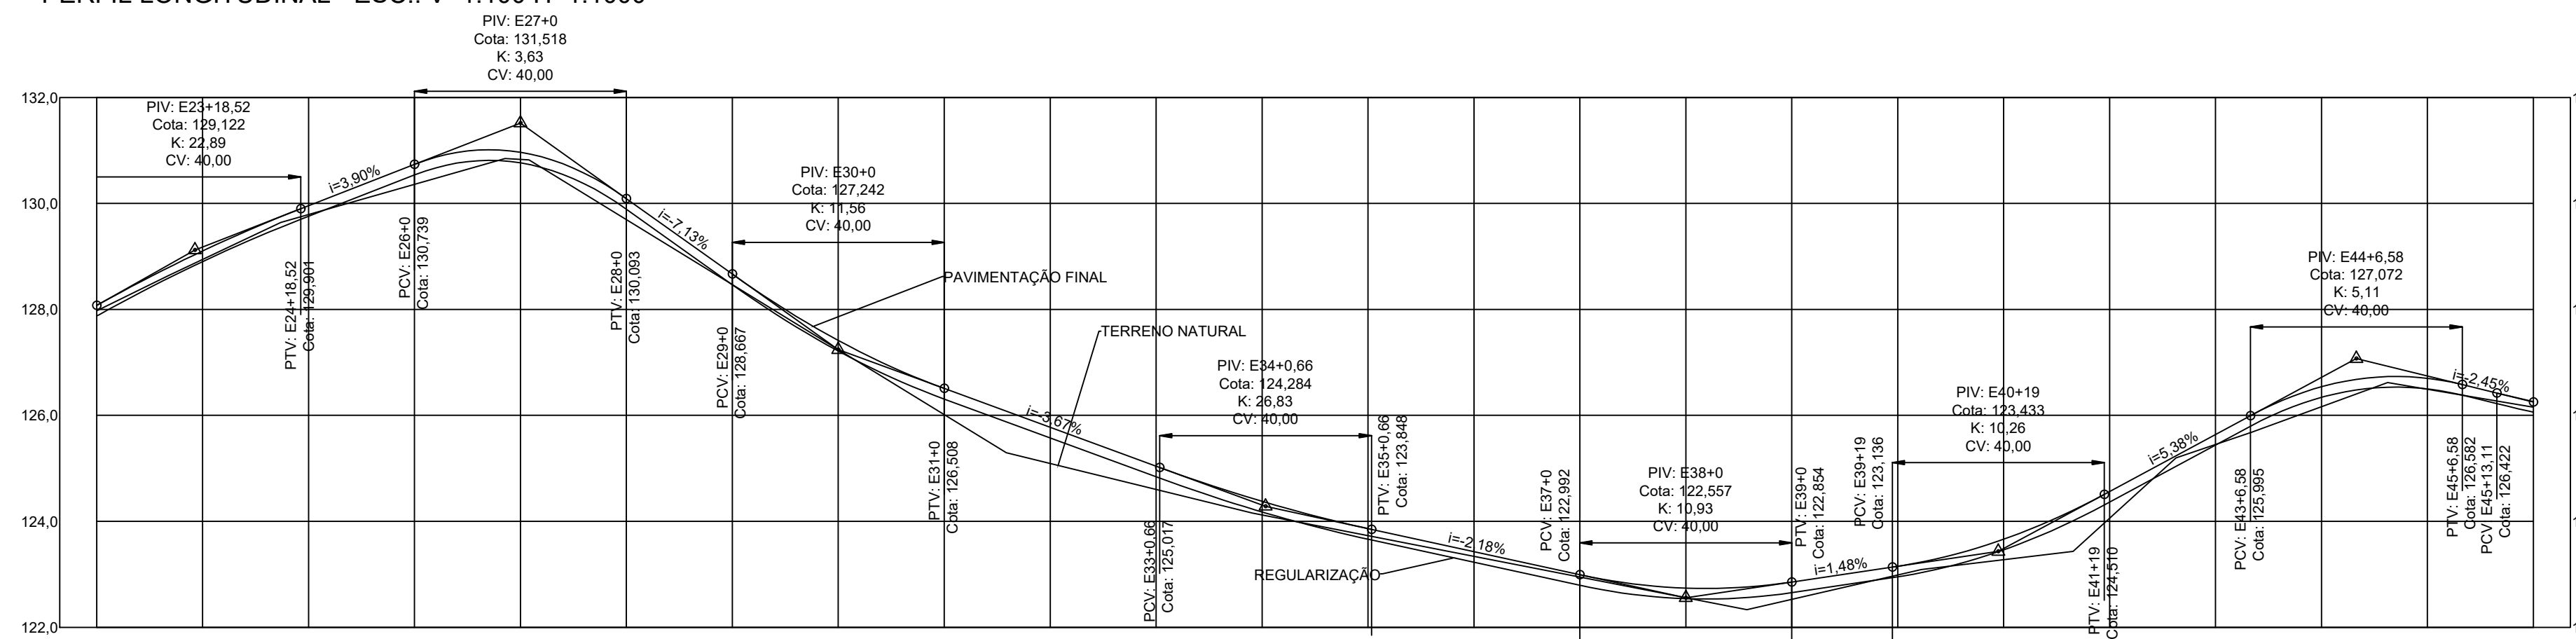 PERFIL LONGITUDINAL - ESC.: V- 1:100 H- 1:1000
PIV: E27+0
Cota: 131,518
K: 3,63
CV: 40,00
132,0
130,0
128,0
126,0
124,0
122,0
PIV: E23+18,52
Cota: 129,122
K: 22,89
CV: 40,00
i=3,90%
PTV: E24+18,52
Cota: 129,901
PCV: E26+0
Cota: 130,739
PTV: E28+0
Cota: 130,093
i=-7,13%
PCV: E29+0
Cota: 128,667
PIV: E30+0
Cota: 127,242
K: 11,56
CV: 40,00
PAVIMENTAÇÃO FINAL
TERRENO NATURAL
PTV: E31+0
Cota: 126,508
i=-3,67%
PIV: E34+0,66
Cota: 124,284
K: 26,83
CV: 40,00
PCV: E33+0,66
Cota: 125,017
PTV: E35+0,66
Cota: 123,848
REGULARIZAÇÃO
i=-2,18%
PCV: E37+0
Cota: 122,992
PIV: E38+0
Cota: 122,557
K: 10,93
CV: 40,00
PTV: E39+0
Cota: 122,854
i=1,48%
PCV: E39+19
Cota: 123,136
PIV: E40+19
Cota: 123,433
K: 10,26
CV: 40,00
PTV: E41+19
Cota: 124,510
i=5,38%
PCV: E43+6,58
Cota: 125,995
PIV: E44+6,58
Cota: 127,072
K: 5,11
CV: 40,00
i=-2,45%
PTV: E45+6,58
Cota: 126,582
PCV: E45+13,11
Cota: 126,422